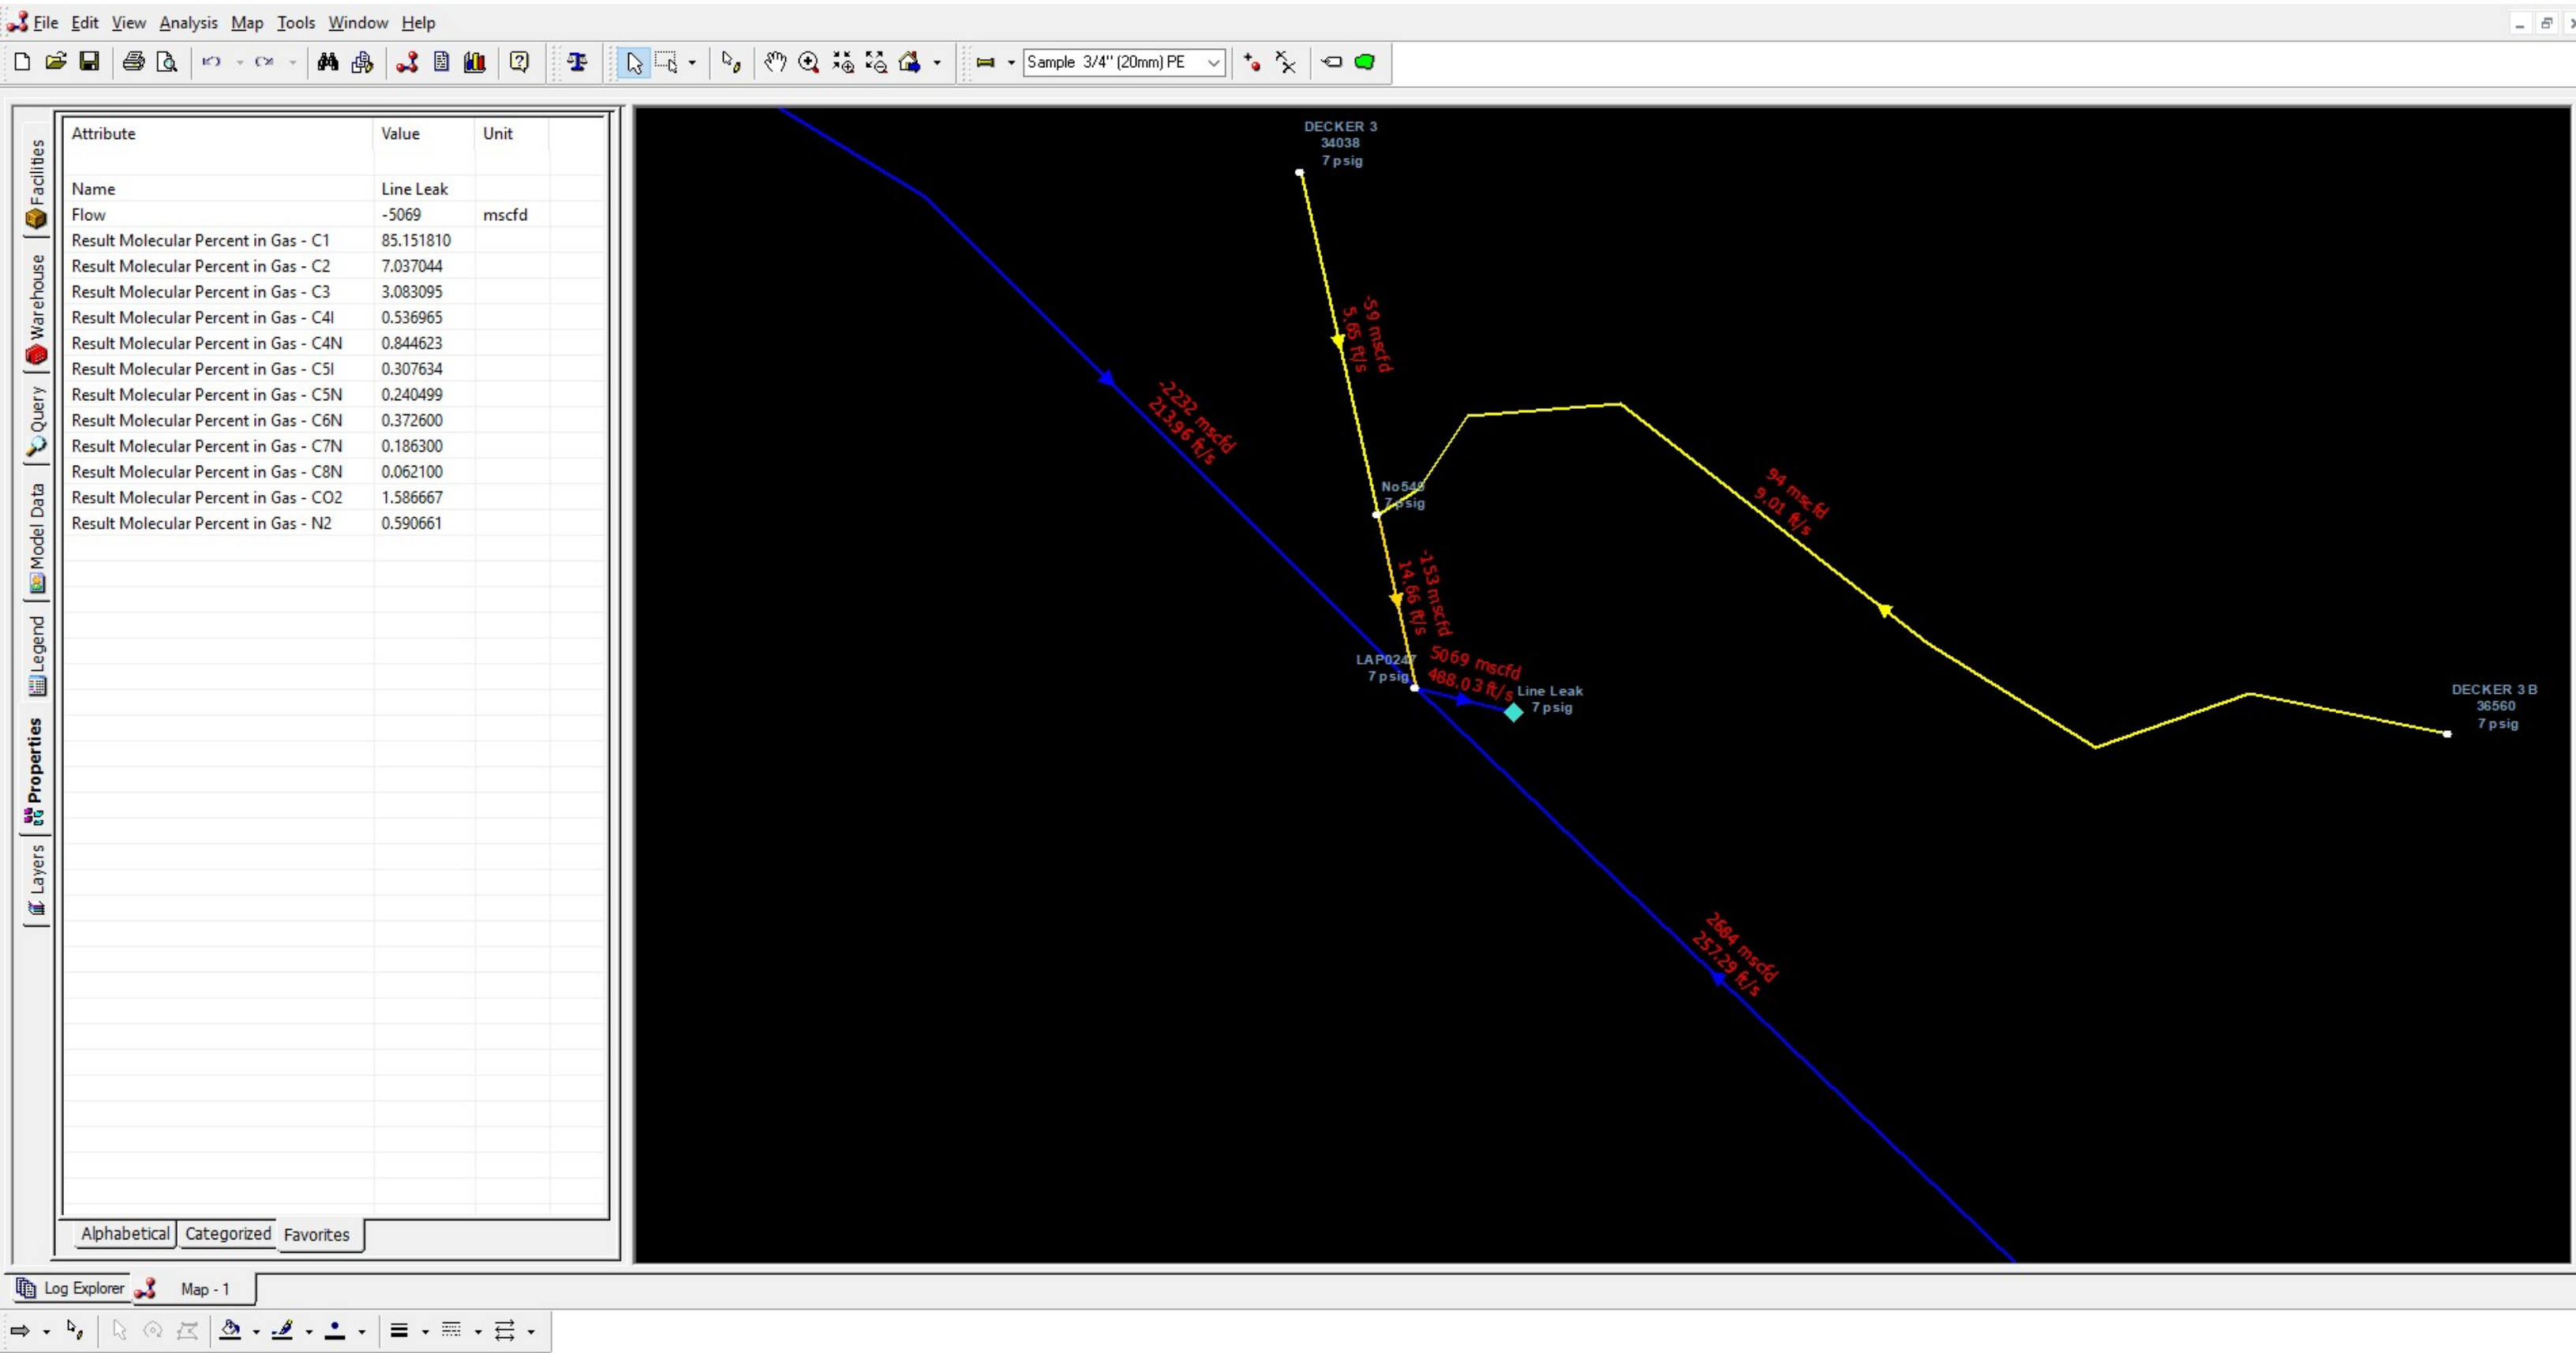 File Edit View Analysis Map Tools Window Help
Sample 3/4" (20mm) PE
Facilities
Warehouse
Query
Model Data
Legend
Properties
Layers
Attribute Value Unit
Name Line Leak
Flow -5069 mscfd
Result Molecular Percent in Gas - C1 85.151810
Result Molecular Percent in Gas - C2 7.037044
Result Molecular Percent in Gas - C3 3.083095
Result Molecular Percent in Gas - C4I 0.536965
Result Molecular Percent in Gas - C4N 0.844623
Result Molecular Percent in Gas - C5I 0.307634
Result Molecular Percent in Gas - C5N 0.240499
Result Molecular Percent in Gas - C6N 0.372600
Result Molecular Percent in Gas - C7N 0.186300
Result Molecular Percent in Gas - C8N 0.062100
Result Molecular Percent in Gas - CO2 1.586667
Result Molecular Percent in Gas - N2 0.590661
Alphabetical Categorized Favorites
DECKER 3
34038
7 psig
-59 mscfd
5.65 ft/s
-2232 mscfd
213.96 ft/s
No549
7 psig
94 mscfd
9.01 ft/s
-153 mscfd
14.66 ft/s
LAP0247
7 psig
5069 mscfd
488.03 ft/s
Line Leak
7 psig
DECKER 3 B
36560
7 psig
2684 mscfd
257.29 ft/s
Log Explorer Map - 1